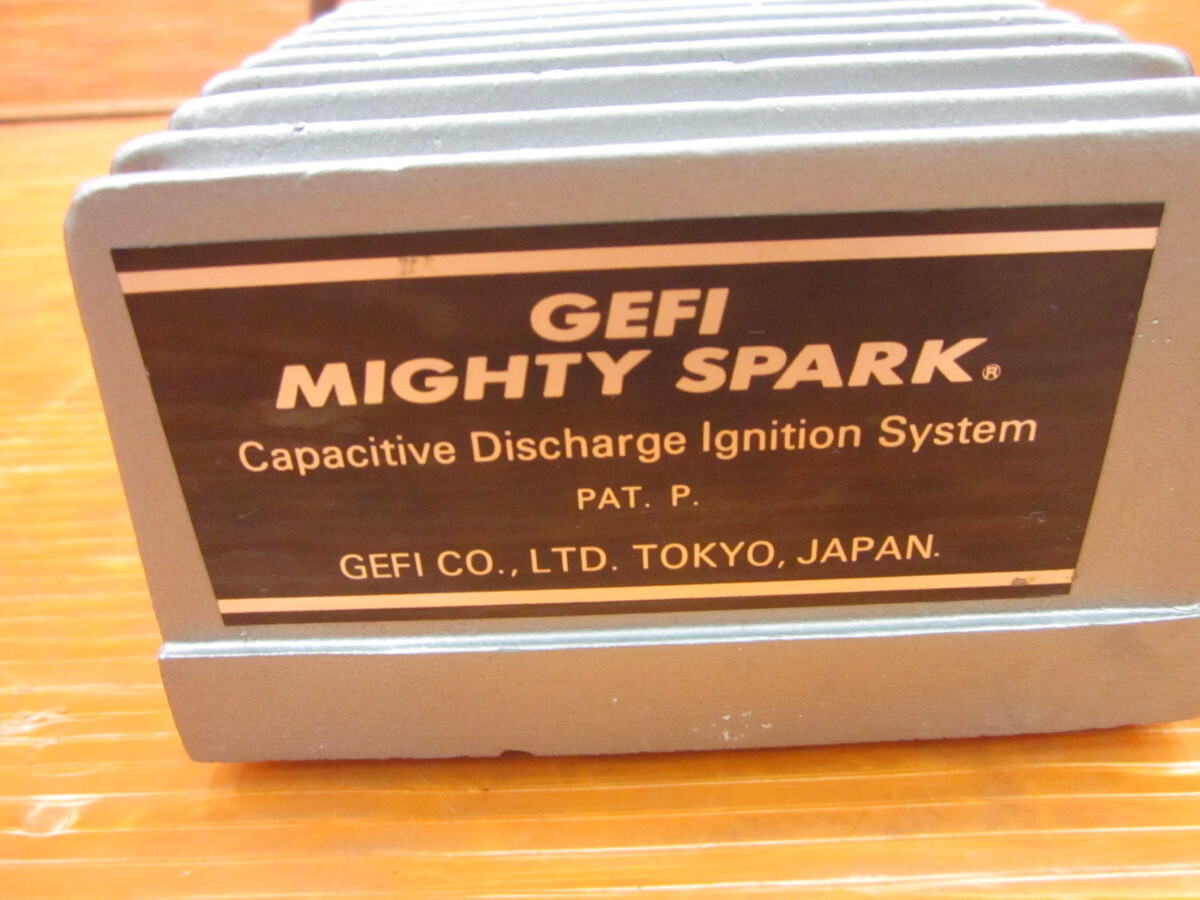 GEFI
MIGHTY SPARK®
Capacitive Discharge Ignition System
PAT. P.
GEFI CO., LTD. TOKYO, JAPAN.